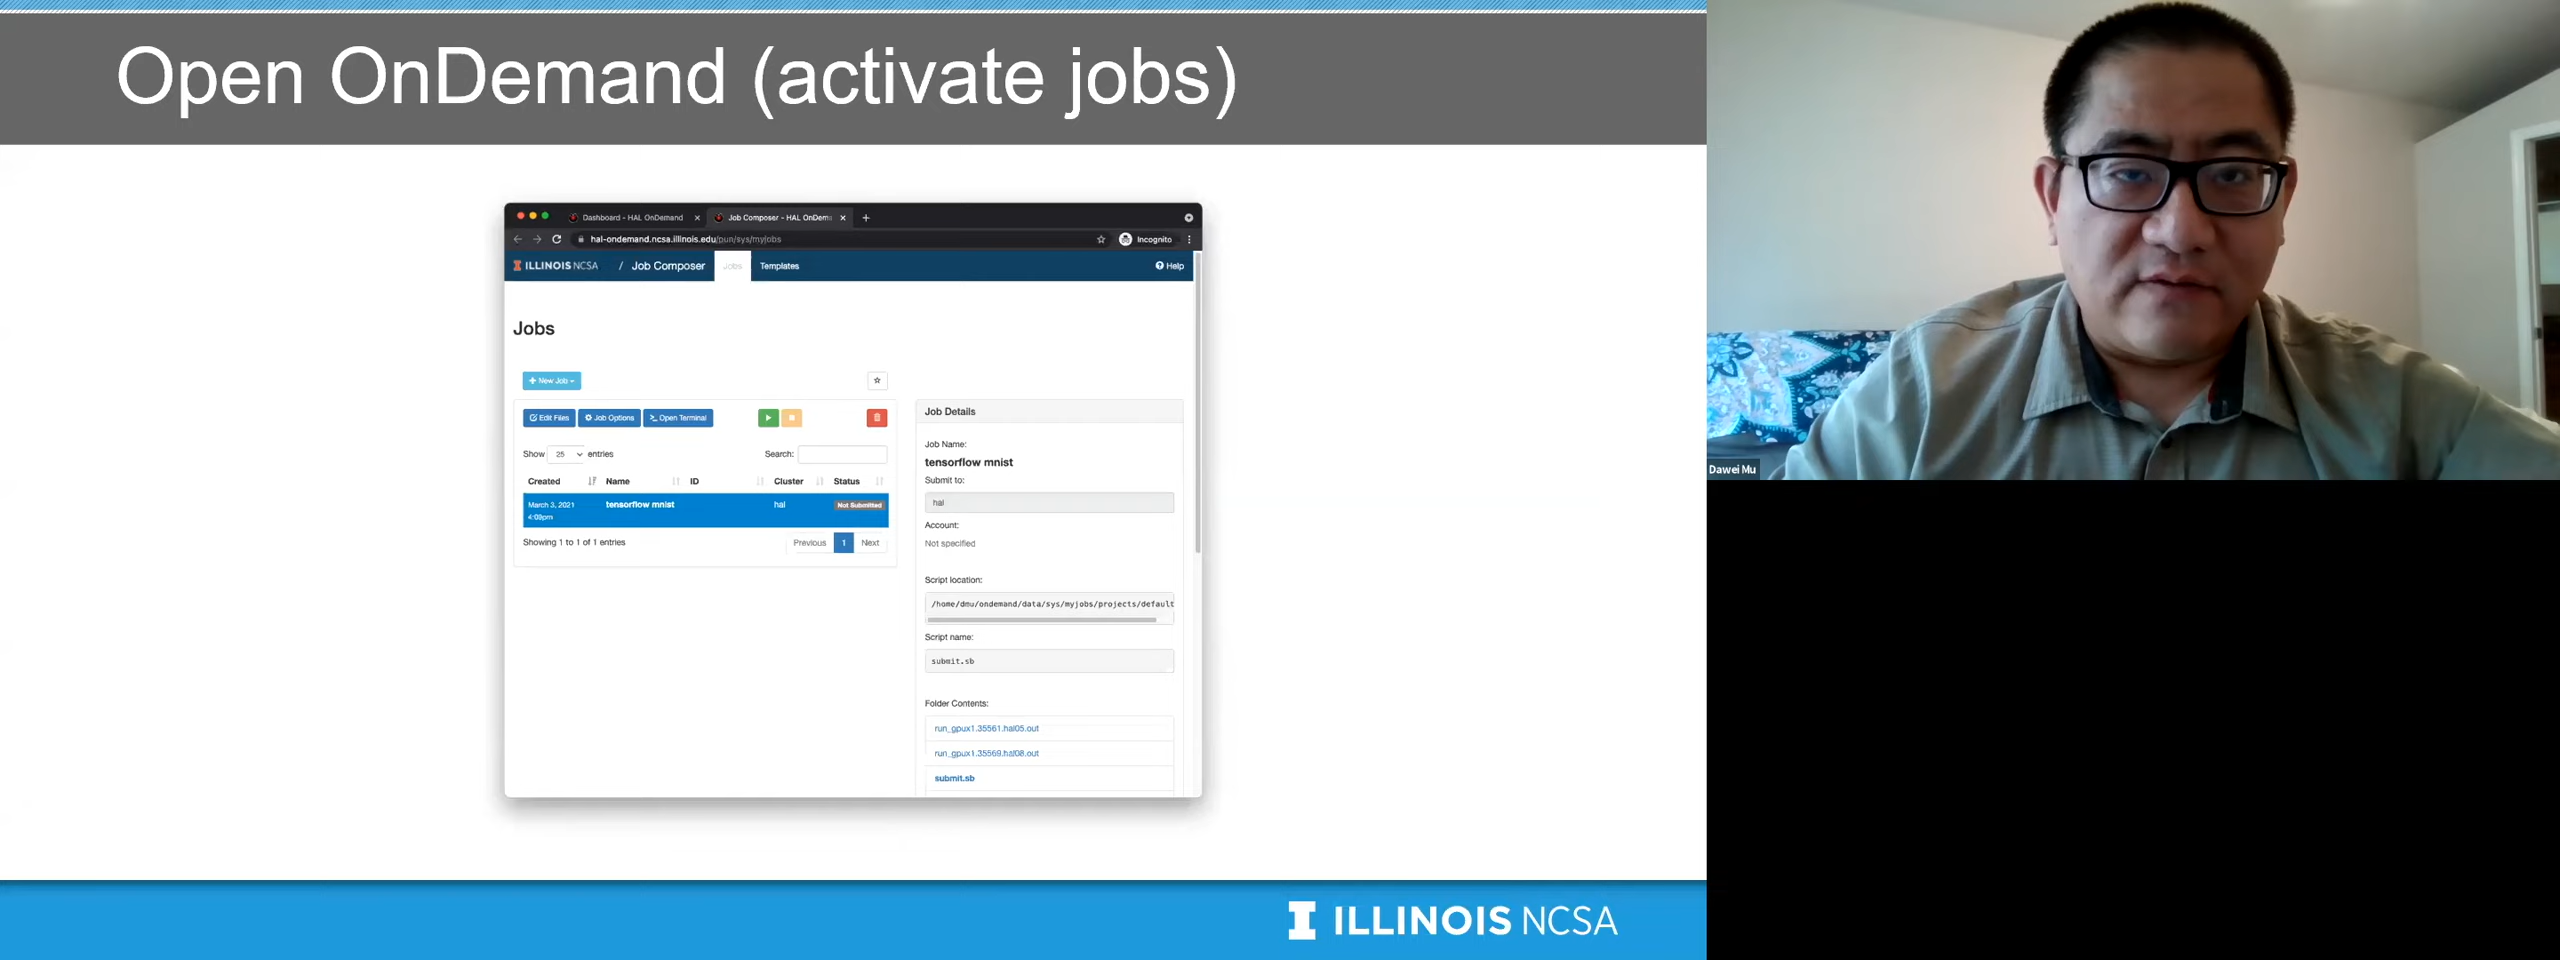 Open OnDemand (activate jobs)
Dashboard - HAL OnDemand
Job Composer - HAL OnDem
hal-ondemand.ncsa.illinois.edu/pun/sys/myjobs
Incognito
ILLINOIS NCSA / Job Composer Jobs Templates Help
Jobs
New Job
Edit Files Job Options Open Terminal
Show 25 entries Search:
Created Name ID Cluster Status
March 3, 2021 tensorflow mnist hal Not Submitted
4:09pm
Showing 1 to 1 of 1 entries Previous 1 Next
Job Details
Job Name:
tensorflow mnist
Submit to:
hal
Account:
Not specified
Script location:
/home/dmu/ondemand/data/sys/myjobs/projects/default
Script name:
submit.sb
Folder Contents:
run_gpux1.35561.hal05.out
run_gpux1.35569.hal08.out
submit.sb
ILLINOIS NCSA
Dawei Mu